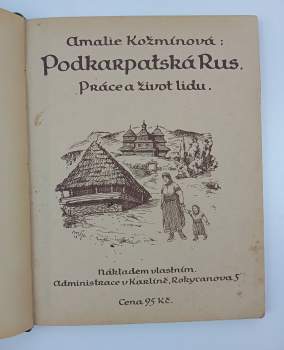 Amalie Kožmínová:
Podkarpatská Rus.
Práce a život lidu.
Nákladem vlastním.
Administrace v Karlíně, Rokycanova 5
Cena 95 Kč.